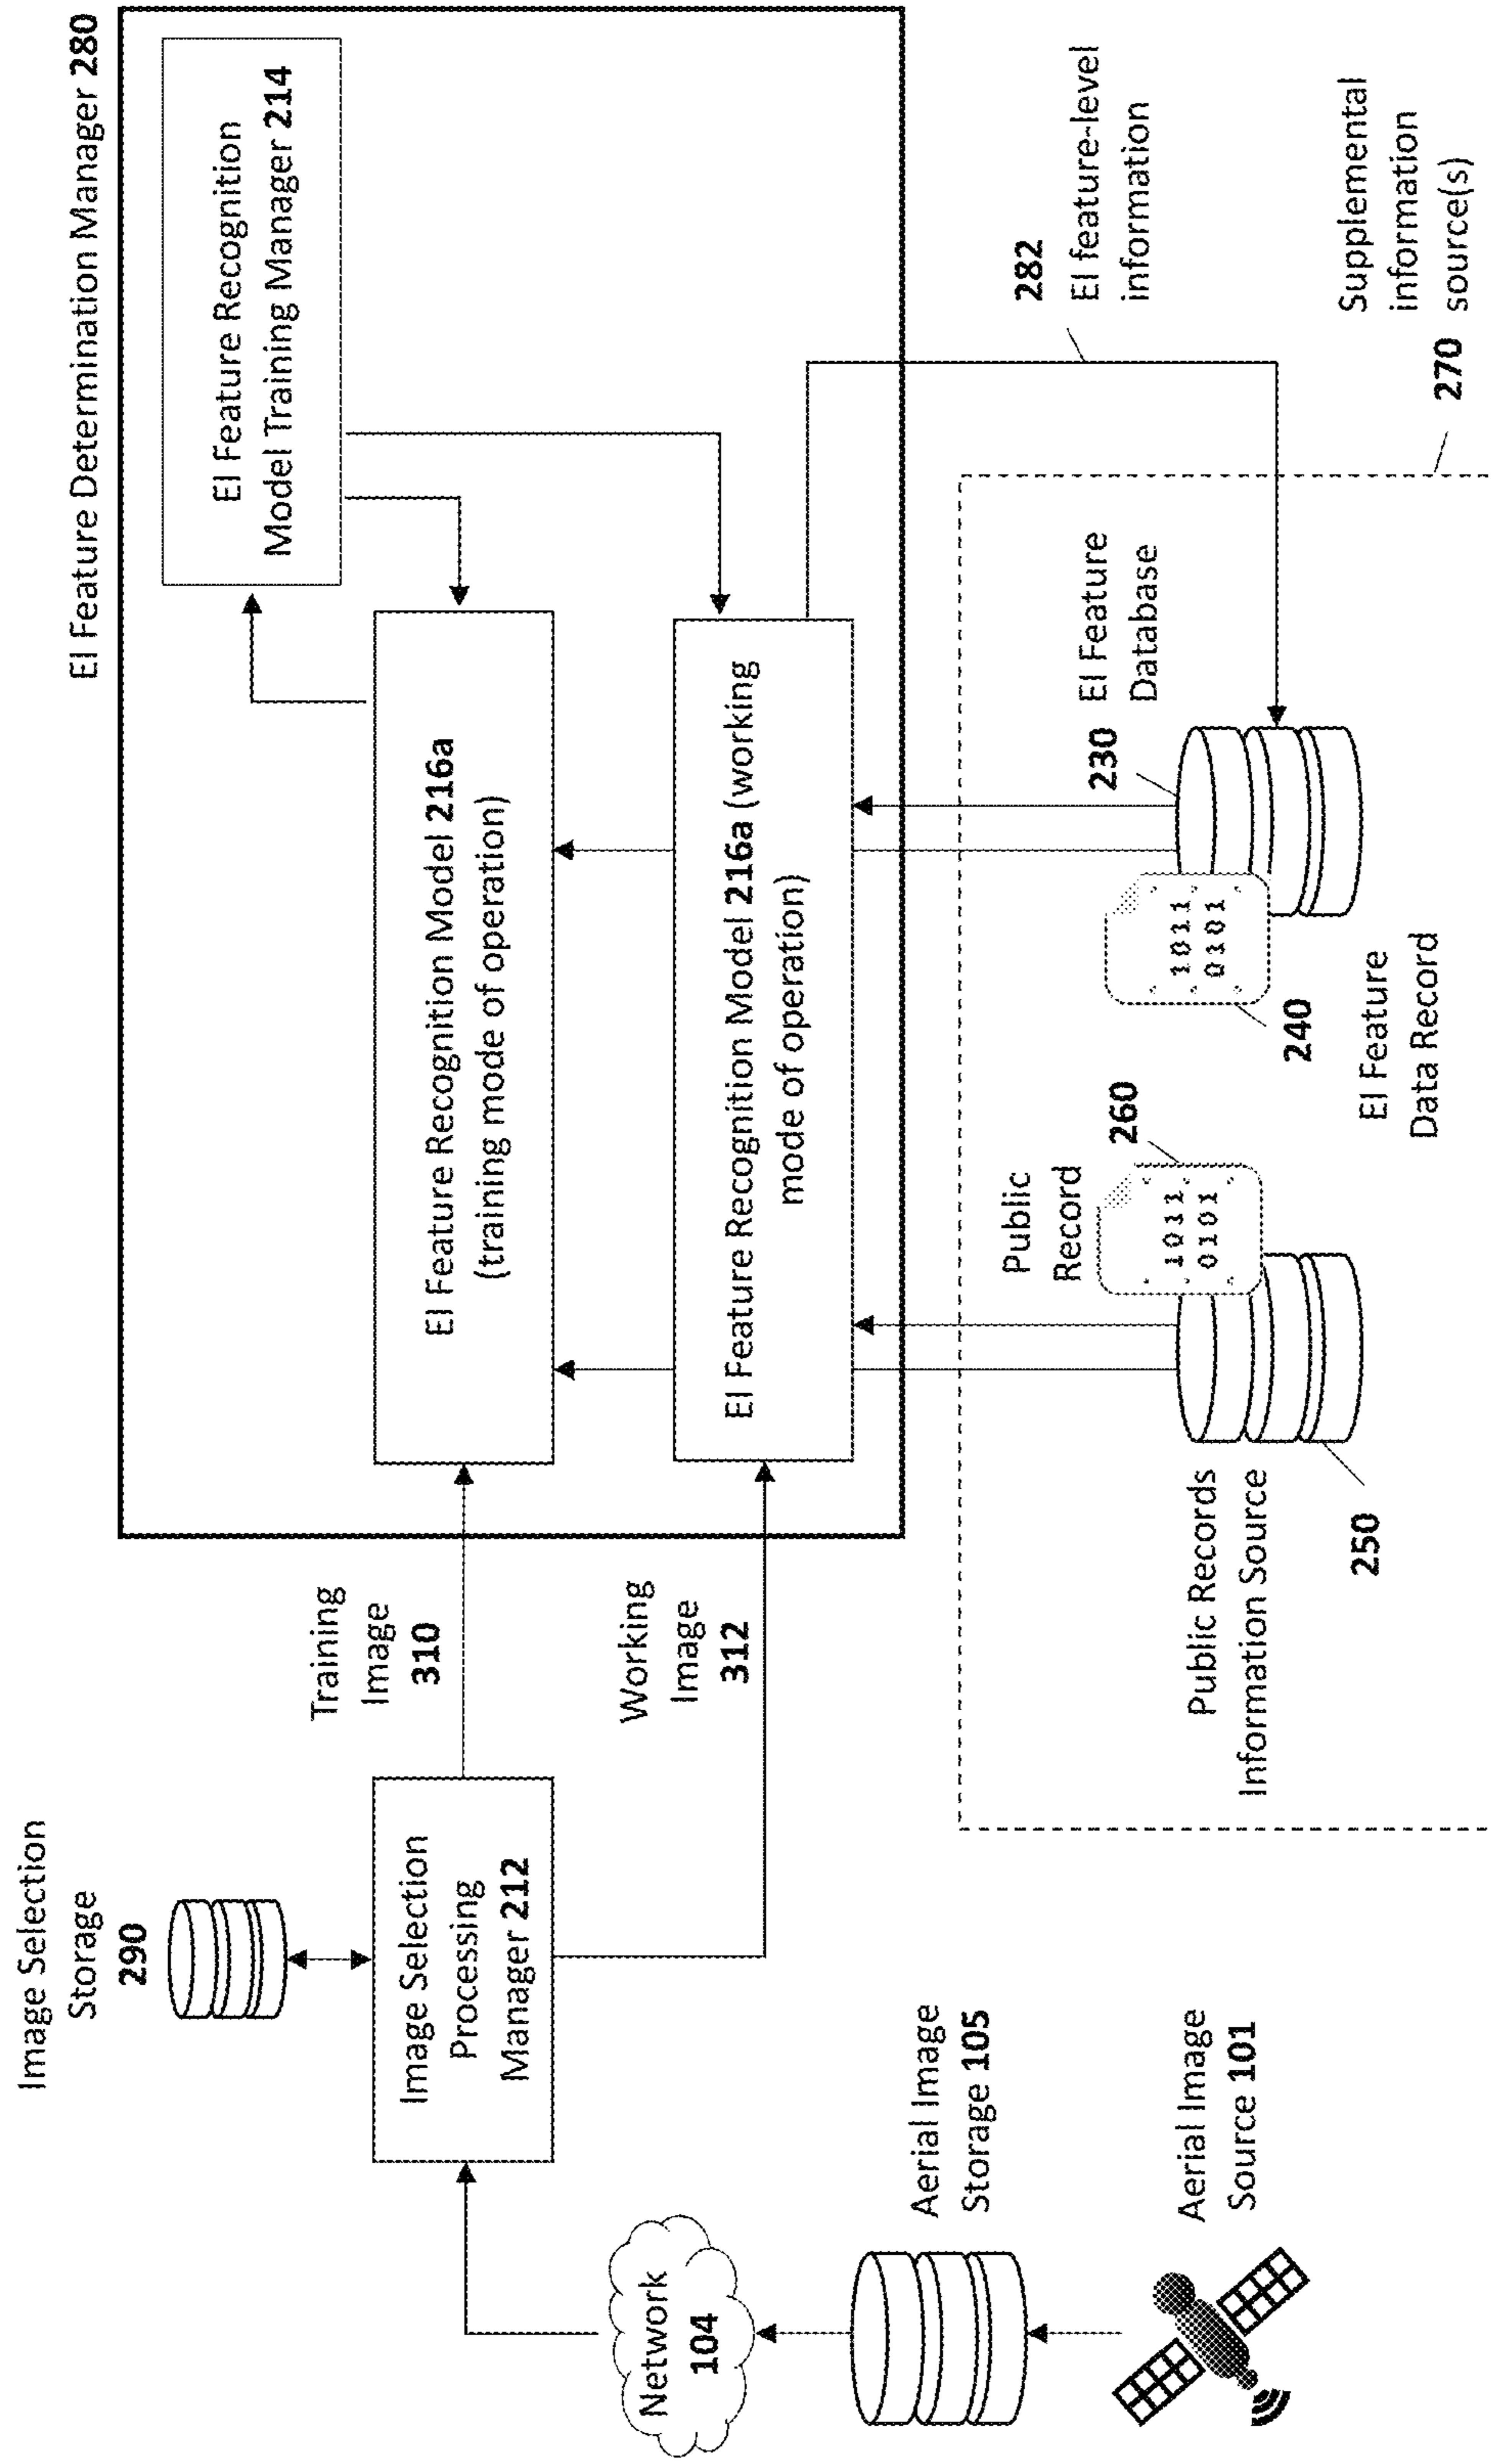 EI Feature Determination Manager 280
Image Selection
Storage
290
EI Feature Recognition
Model Training Manager 214
Training
Image
310
EI Feature Recognition Model 216a
(training mode of operation)
Image Selection
Processing
Manager 212
Working
Image
312
EI Feature Recognition Model 216a (working
mode of operation)
Network
104
Aerial Image
Storage 105
Aerial Image
Source 101
282
EI feature-level
information
Public
Record
260
1011
0101
230 EI Feature
Database
1011
0101
240
EI Feature
Data Record
Public Records
Information Source
250
Supplemental
information
270 source(s)